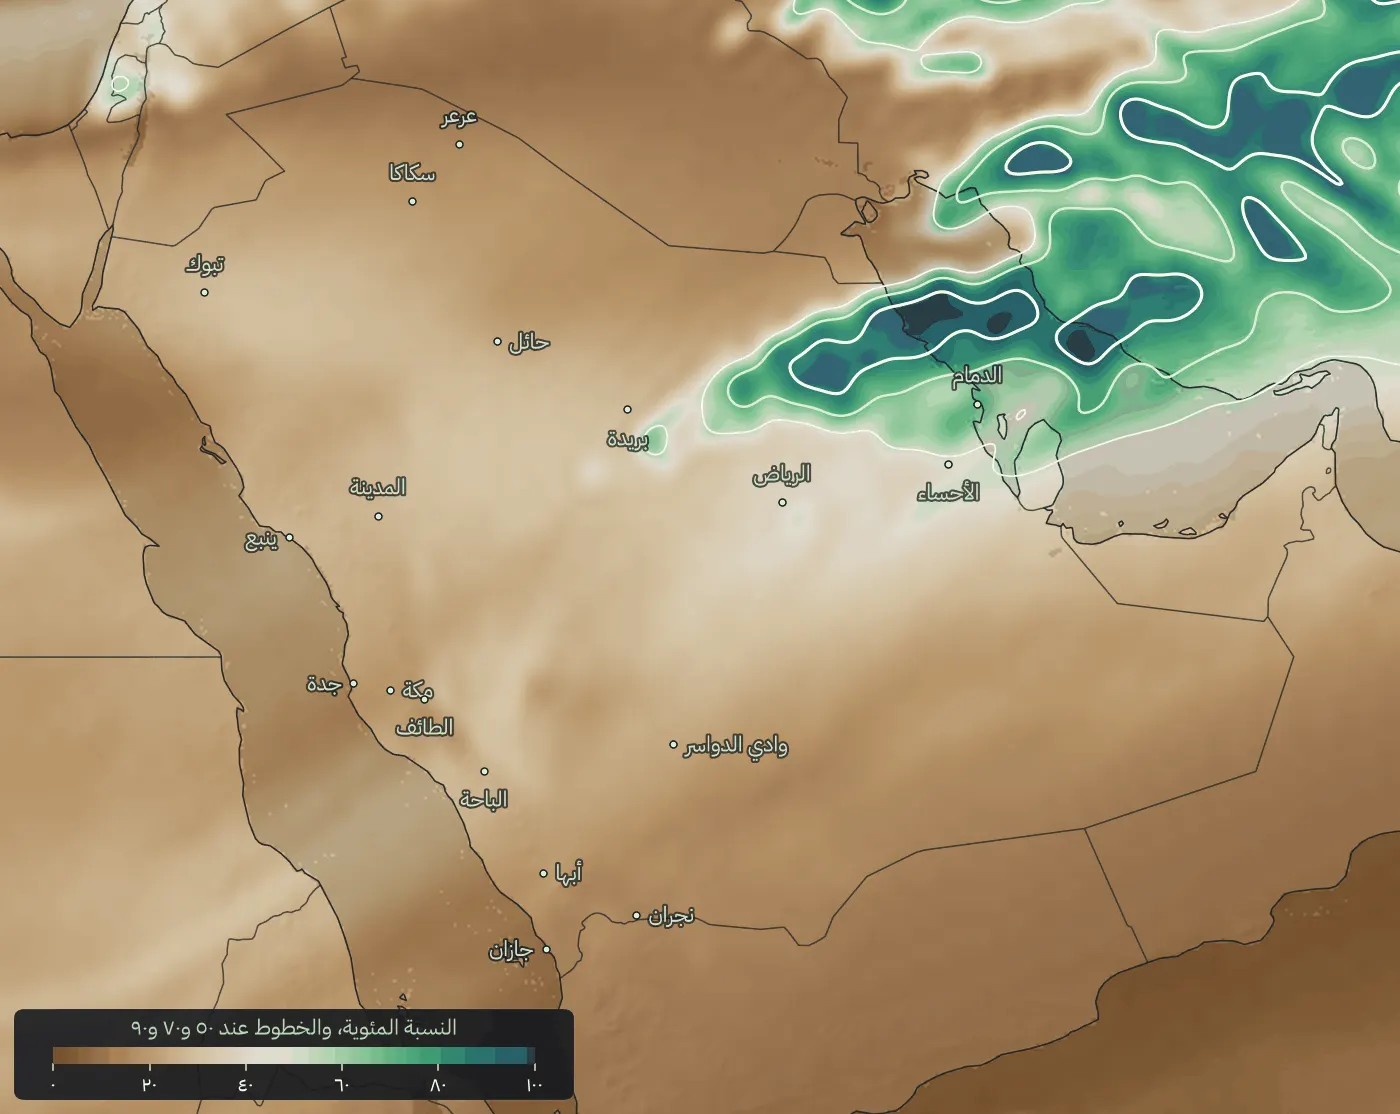 عرعر
سكاكا
تبوك
حائل
الدمام
بريدة
الرياض
الأحساء
المدينة
ينبع
جدة
مكة
الطائف
وادي الدواسر
الباحة
أبها
نجران
جازان
النسبة المئوية، والخطوط عند ٥٠ و٧٠ و٩٠
٠ ٢٠ ٤٠ ٦٠ ٨٠ ١٠٠